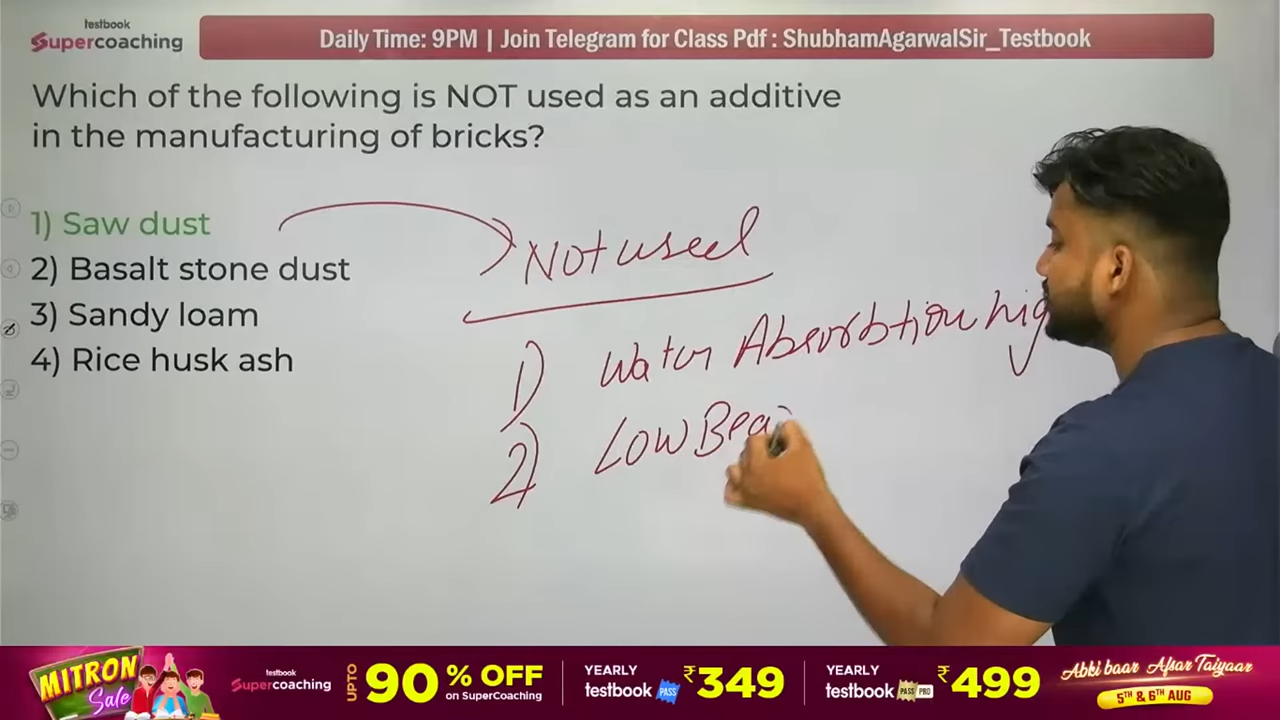 testbook
Supercoaching
Daily Time: 9PM | Join Telegram for Class Pdf : ShubhamAgarwalSir_Testbook
Which of the following is NOT used as an additive
in the manufacturing of bricks?
1) Saw dust
2) Basalt stone dust
3) Sandy loam
4) Rice husk ash
Not used
1) Water Absorbtion hig
2) Low Bea
MITRON
Sale
testbook
Supercoaching
UPTO 90% OFF
on SuperCoaching
YEARLY
testbook PASS
₹349
YEARLY
testbook PASS PRO
₹499
Abki baar Afsar Taiyaar
5TH & 6TH AUG